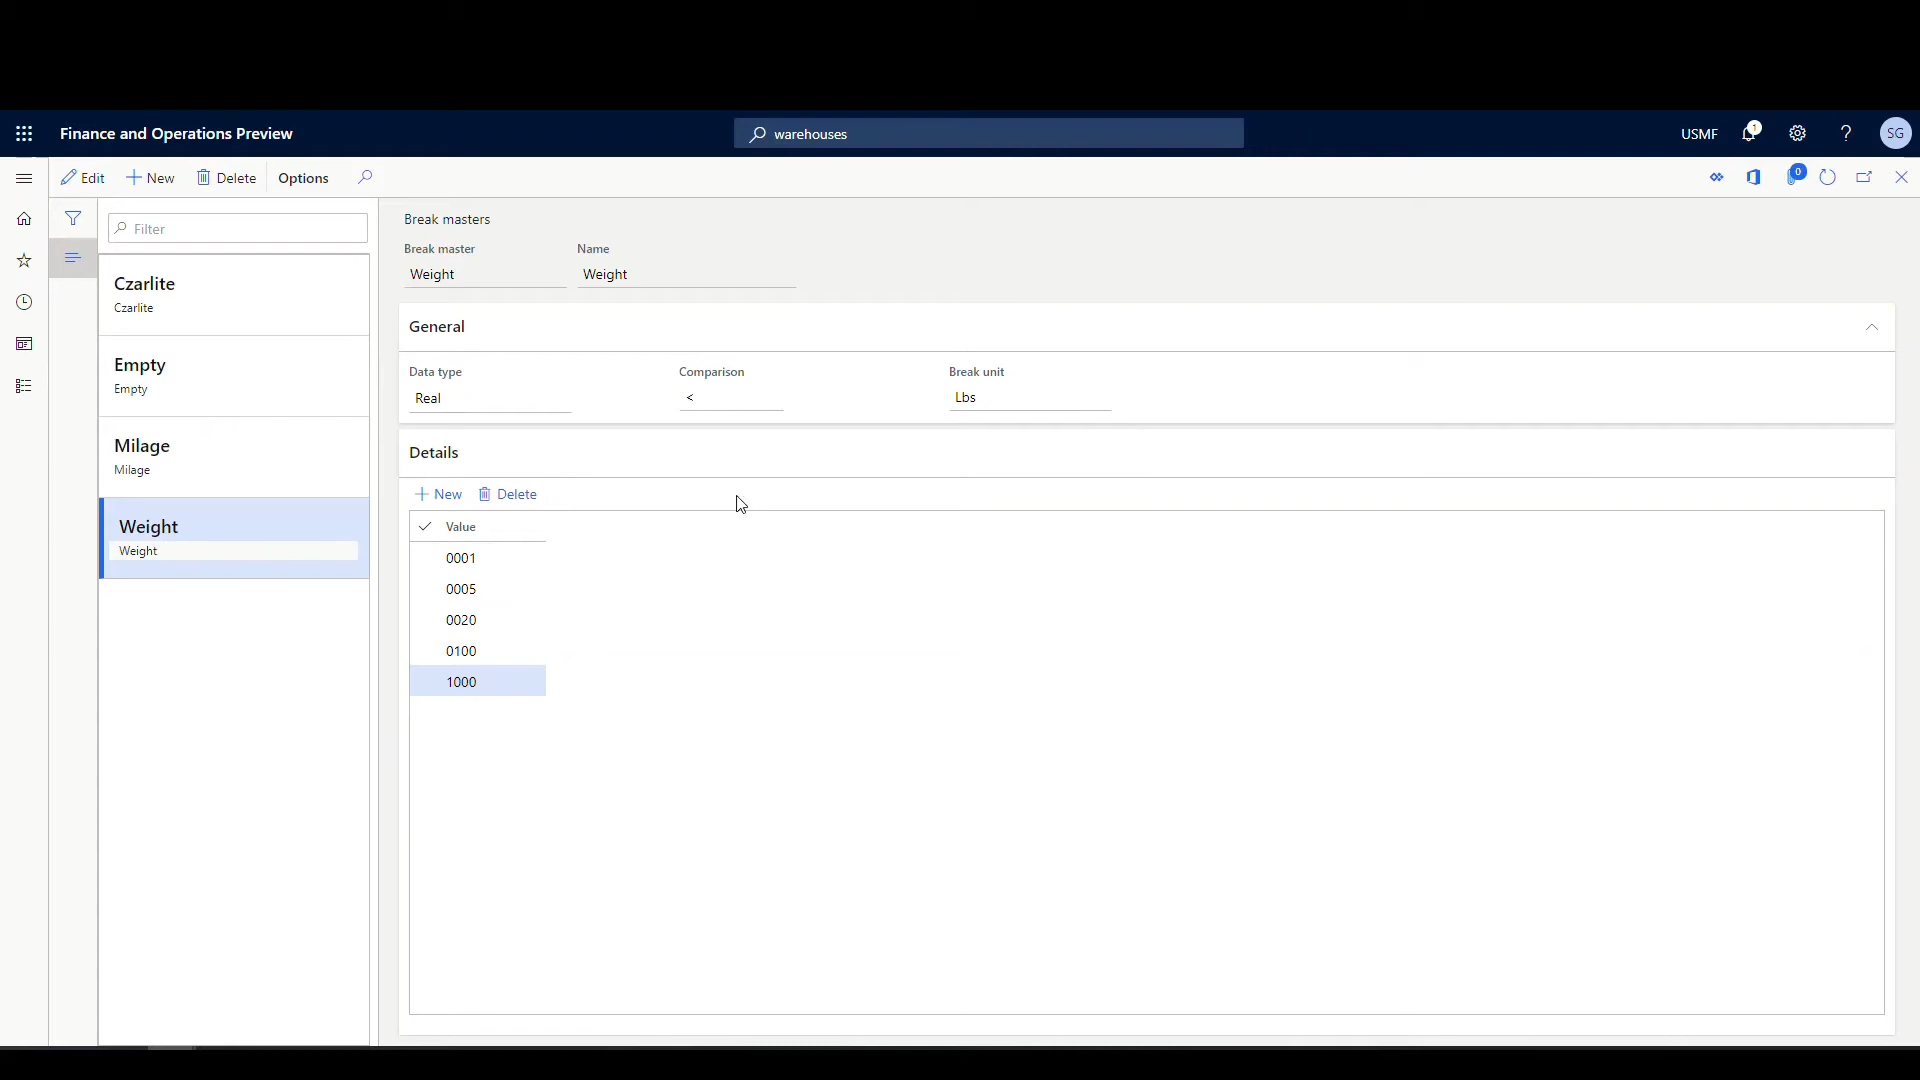 Finance and Operations Preview
warehouses
USMF
1
?
SG
Edit
New
Delete
Options
0
Filter
Czarlite
Czarlite
Empty
Empty
Milage
Milage
Weight
Weight
Break masters
Break master
Name
Weight
Weight
General
Data type
Comparison
Break unit
Real
<
Lbs
Details
New
Delete
Value
0001
0005
0020
0100
1000